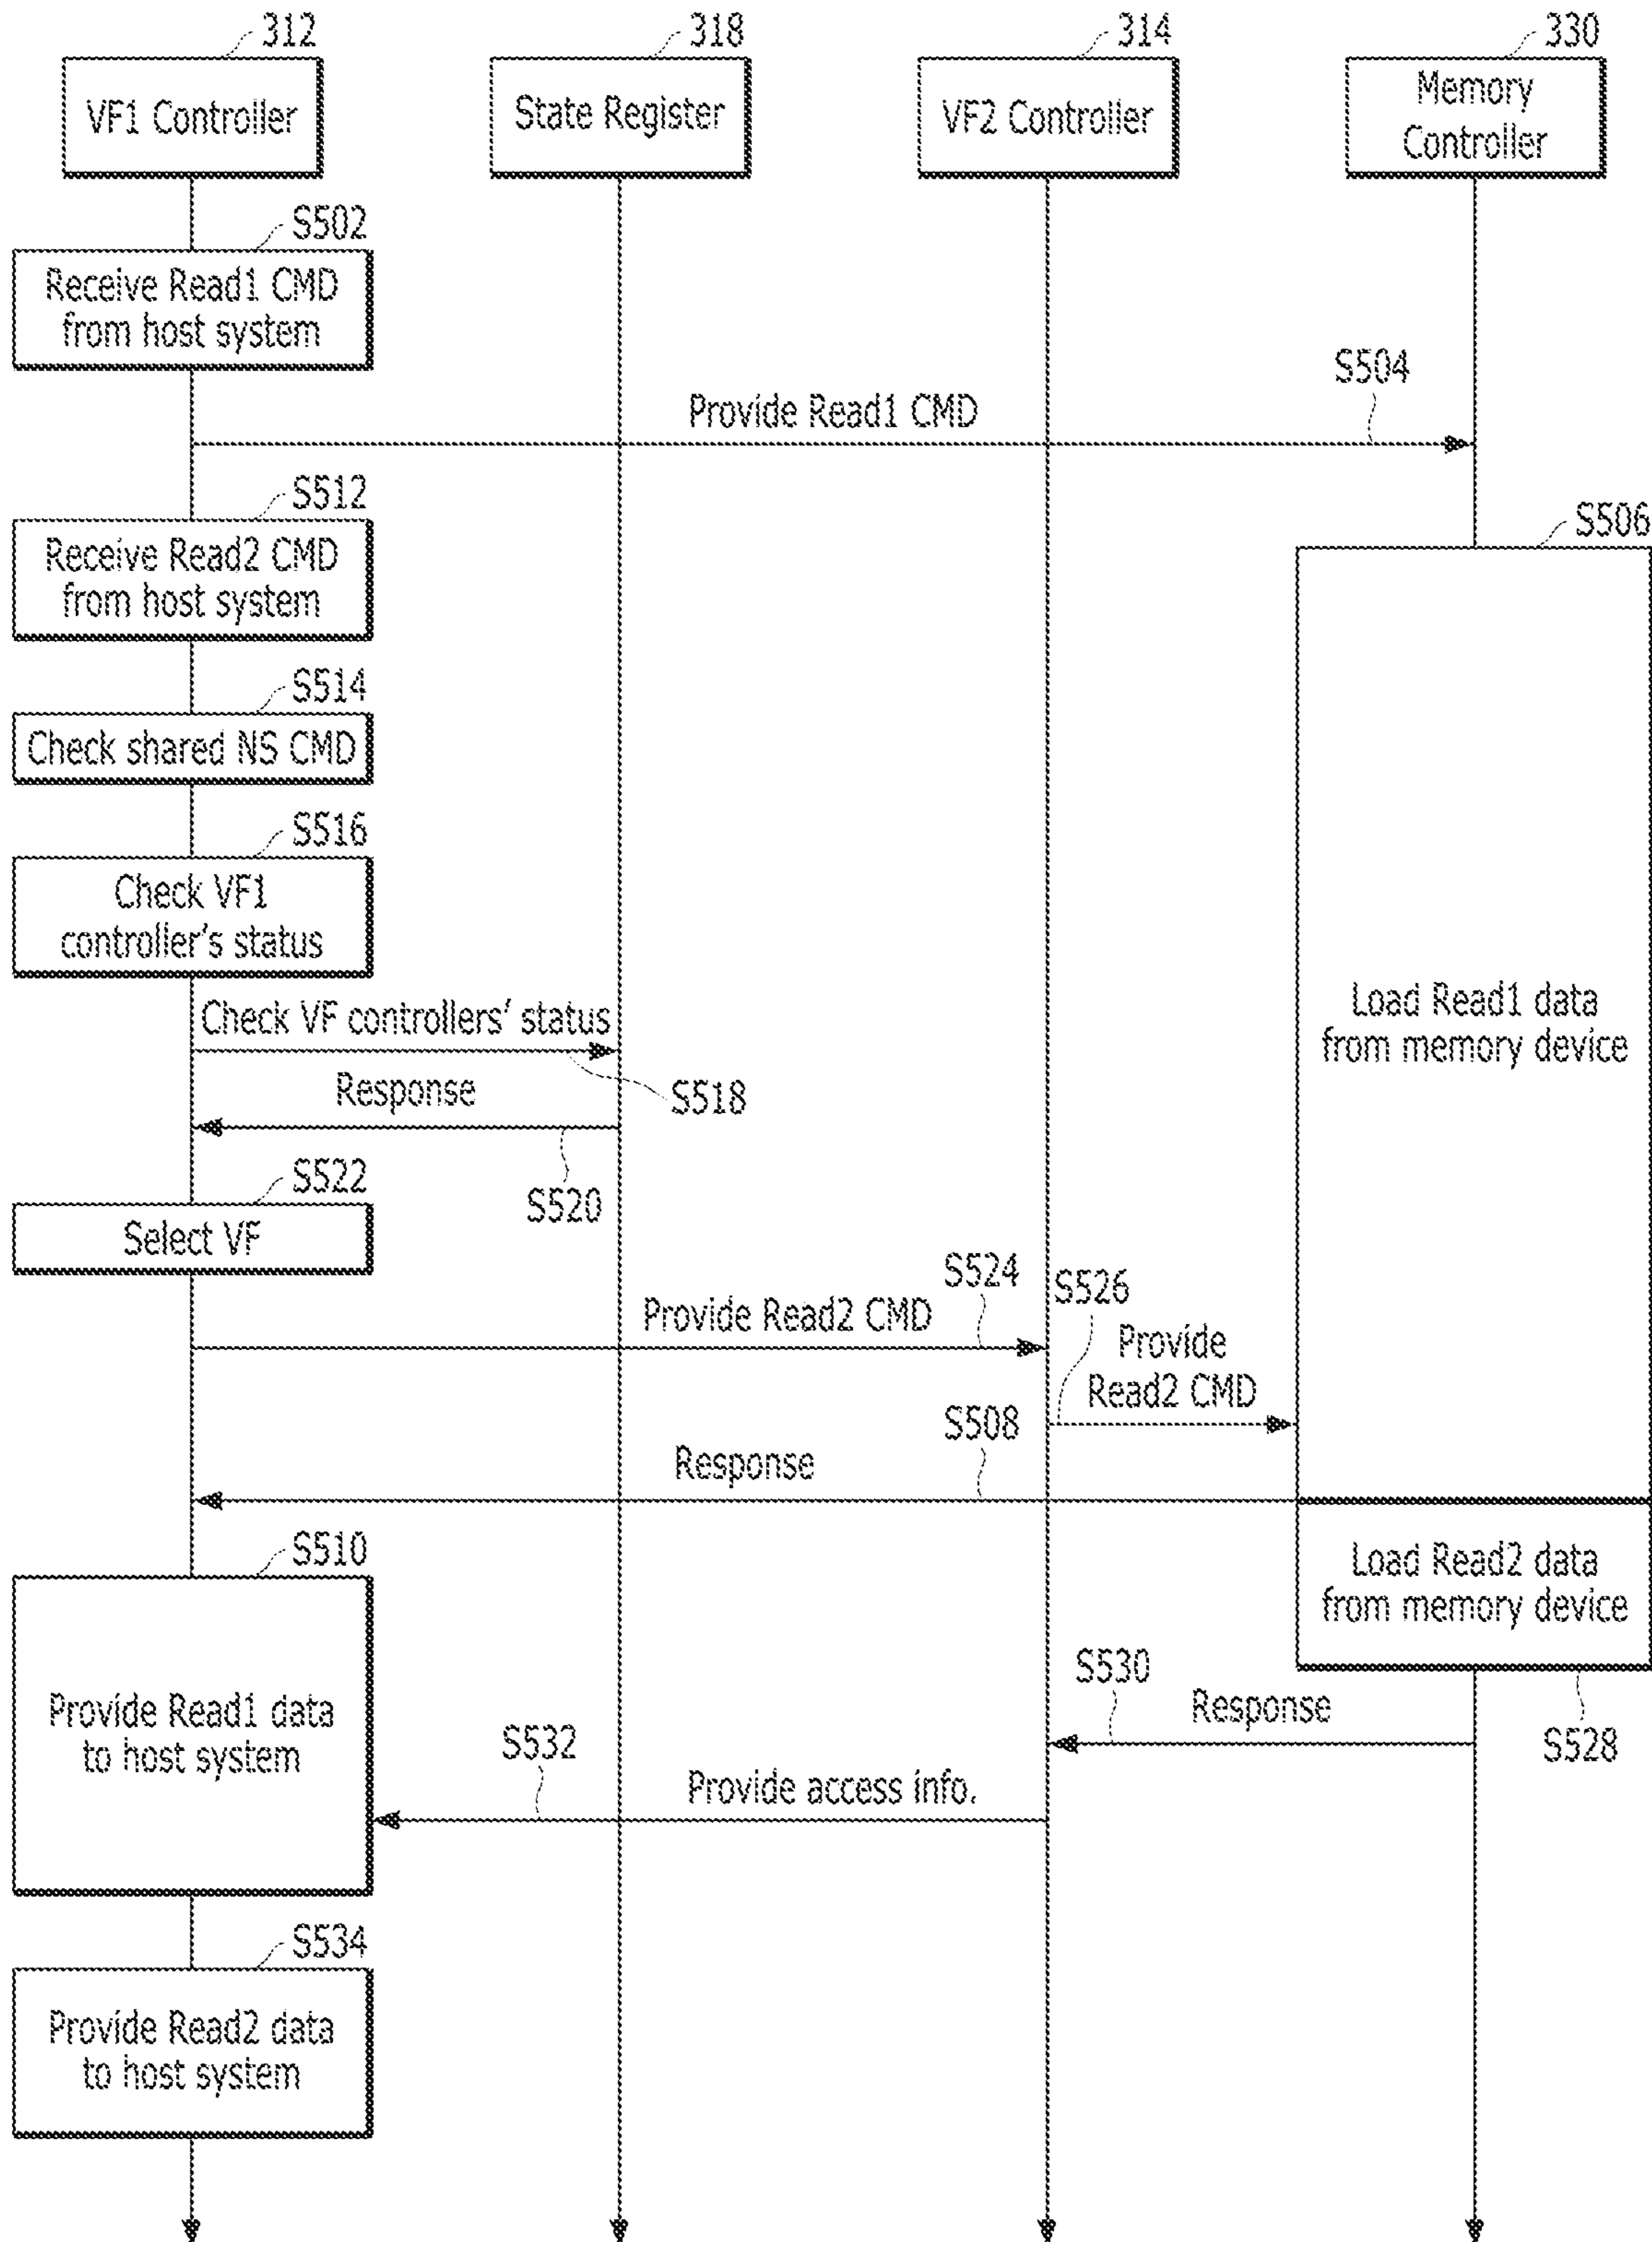 312
318
314
330
VF1 Controller
State Register
VF2 Controller
Memory
Controller
S502
Receive Read1 CMD
from host system
S504
Provide Read1 CMD
S512
Receive Read2 CMD
from host system
S506
Load Read1 data
from memory device
S514
Check shared NS CMD
S516
Check VF1
controller's status
Check VF controllers' status
S518
Response
S520
S522
Select VF
S524
Provide Read2 CMD
S526
Provide
Read2 CMD
S508
Response
Load Read2 data
from memory device
S528
S510
Provide Read1 data
to host system
S530
Response
S532
Provide access info.
S534
Provide Read2 data
to host system